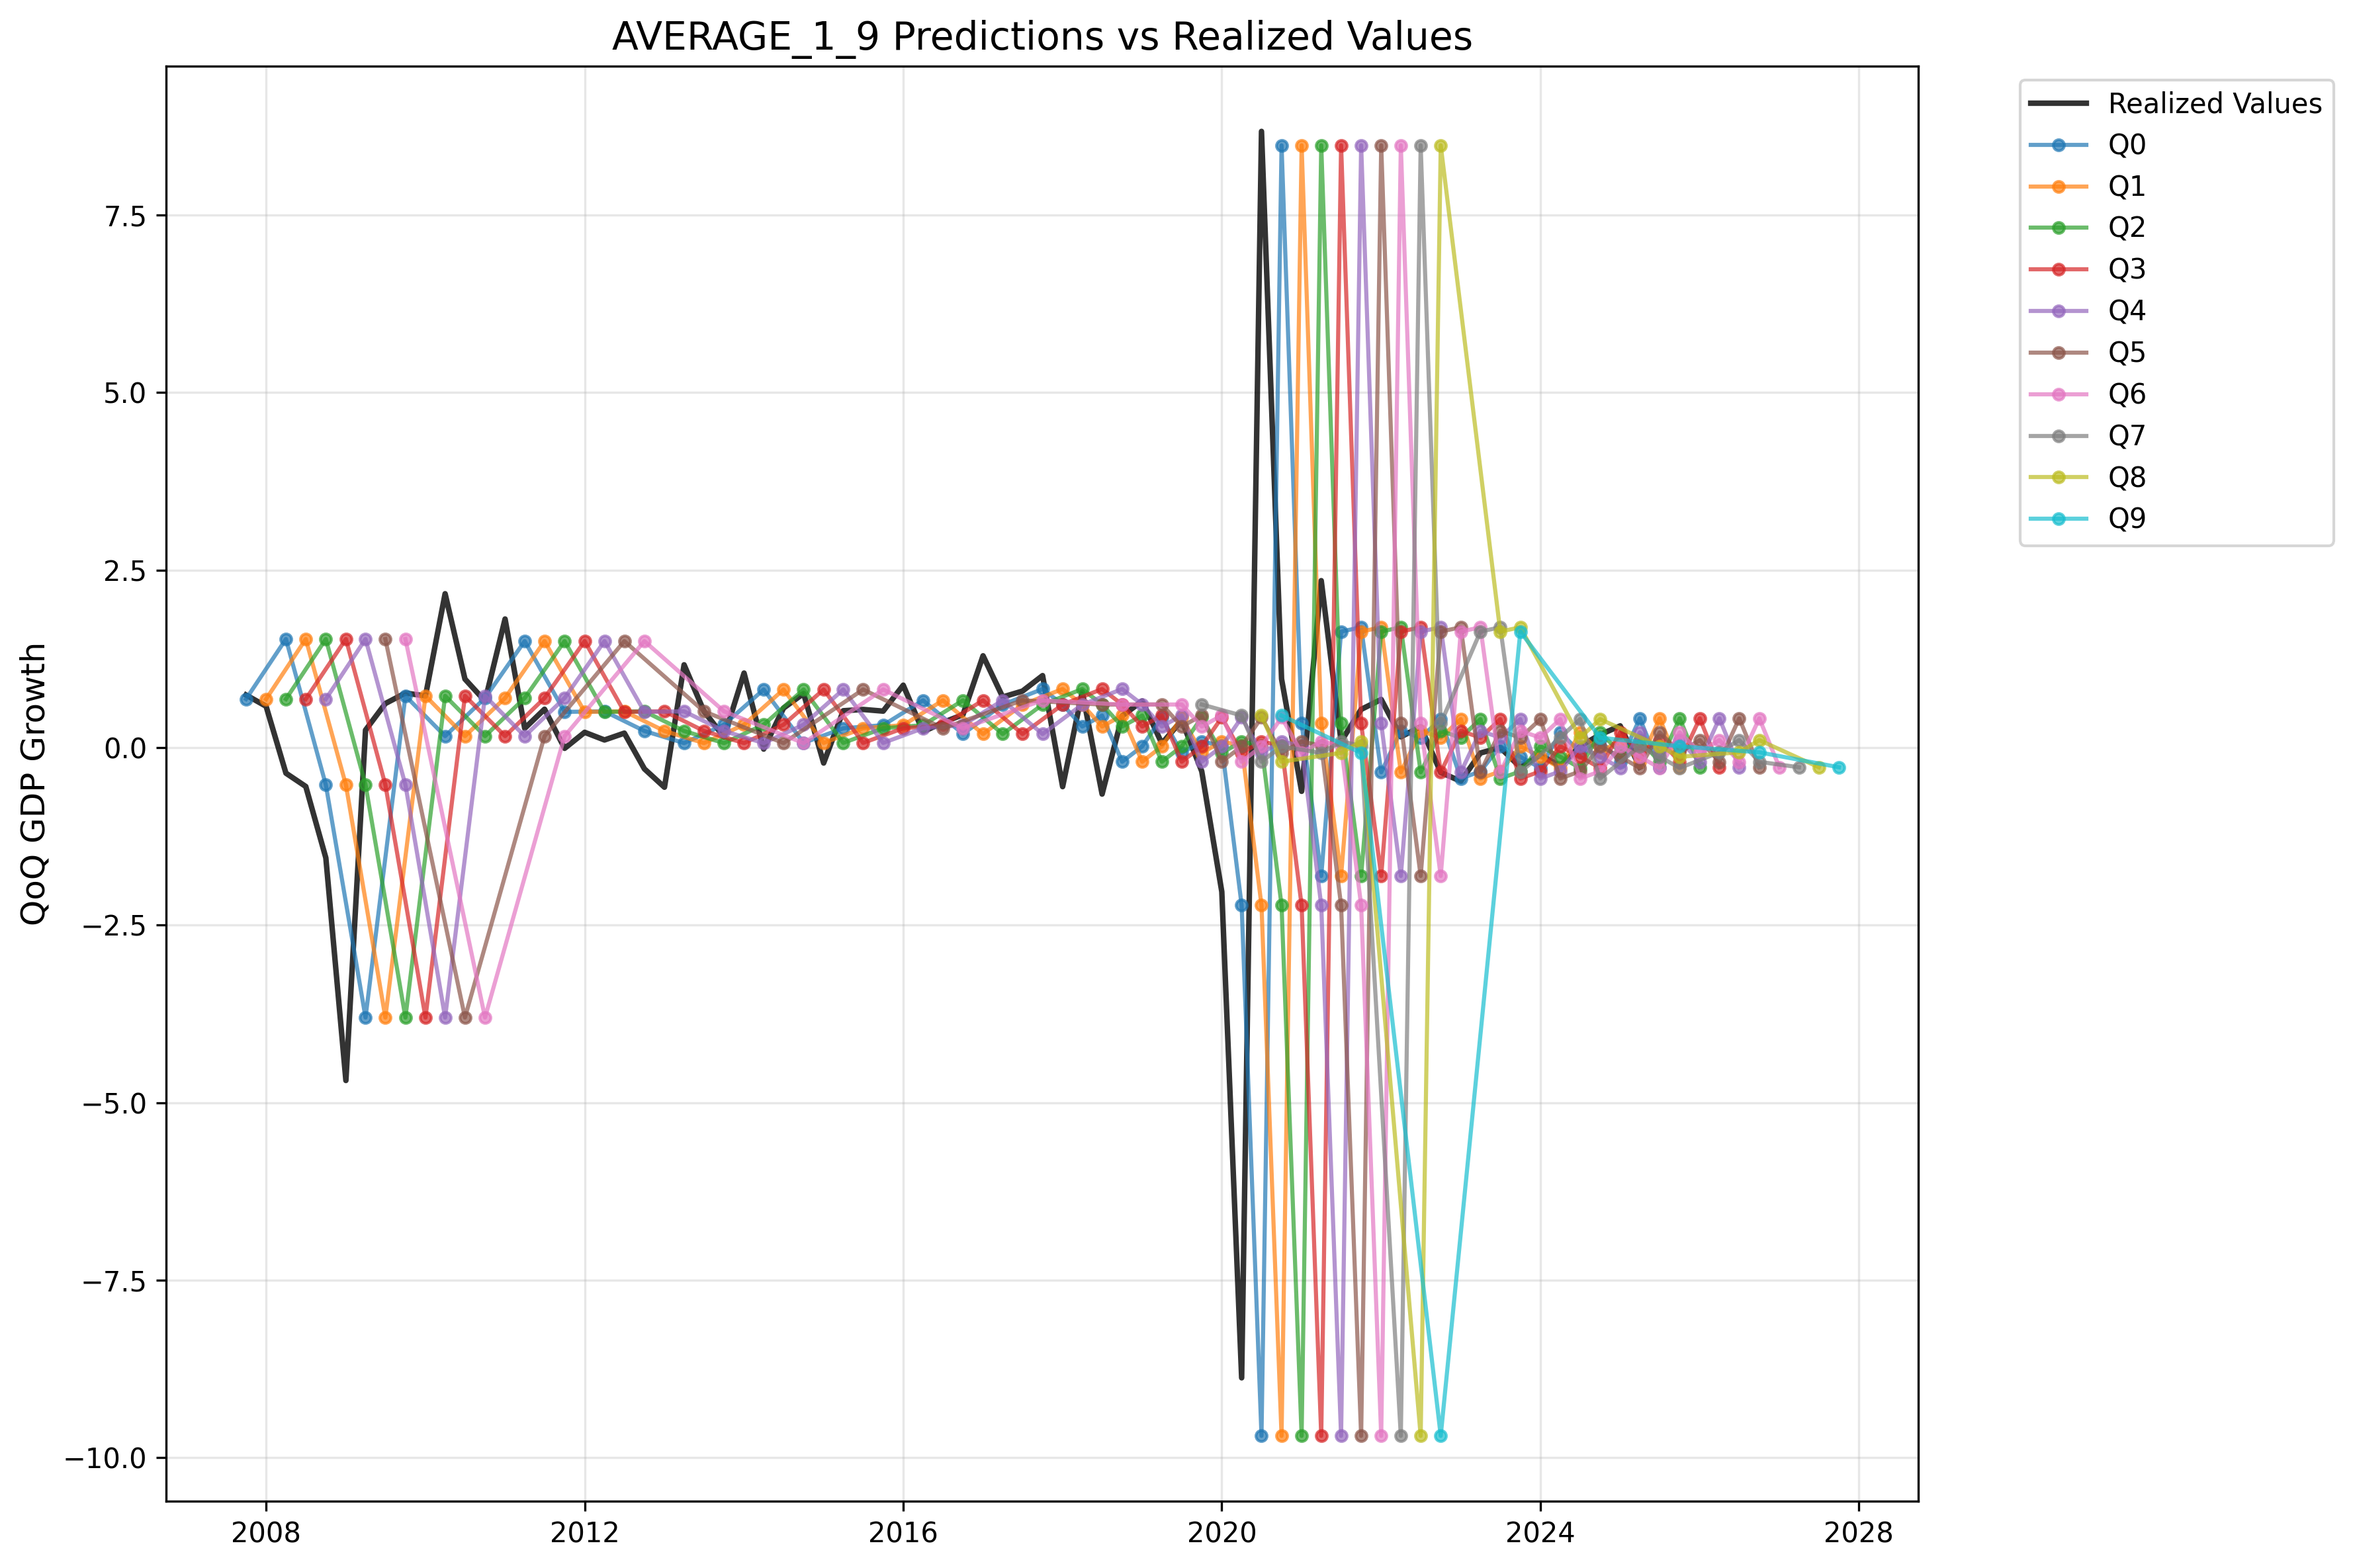 AVERAGE_1_9 Predictions vs Realized Values
QoQ GDP Growth
7.5
5.0
2.5
0.0
−2.5
−5.0
−7.5
−10.0
2008
2012
2016
2020
2024
2028
Realized Values
Q0
Q1
Q2
Q3
Q4
Q5
Q6
Q7
Q8
Q9